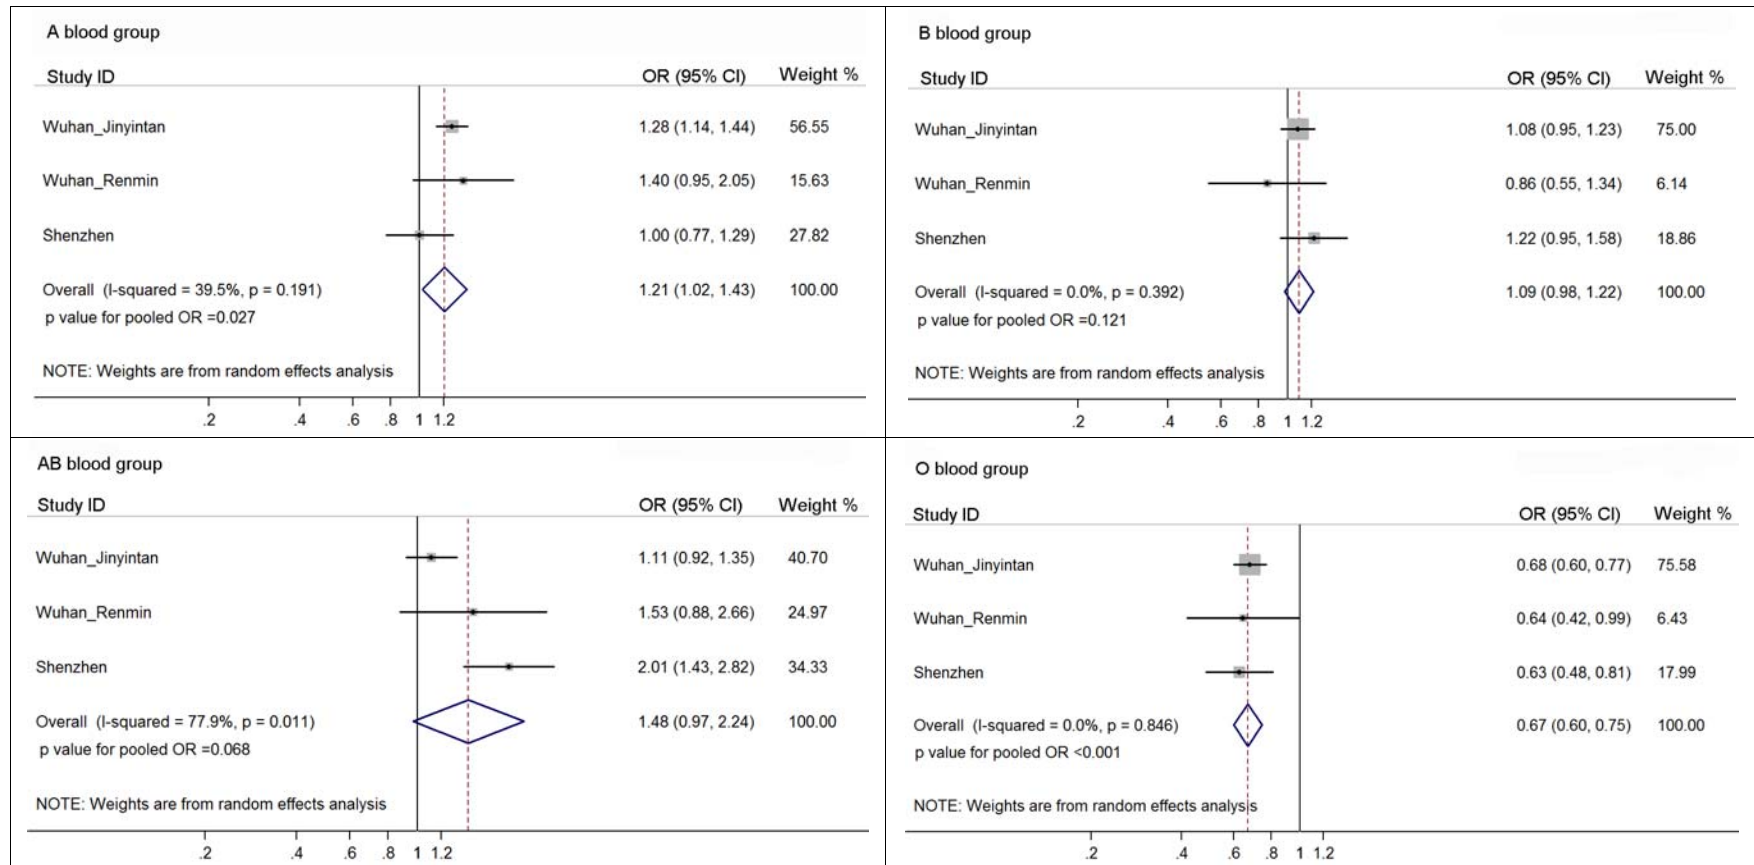 A blood group
Study ID OR (95% CI) Weight %
Wuhan_Jinyintan 1.28 (1.14, 1.44) 56.55
Wuhan_Renmin 1.40 (0.95, 2.05) 15.63
Shenzhen 1.00 (0.77, 1.29) 27.82
Overall (I-squared = 39.5%, p = 0.191) 1.21 (1.02, 1.43) 100.00
p value for pooled OR =0.027
NOTE: Weights are from random effects analysis
.2 .4 .6 .8 1 1.2
B blood group
Study ID OR (95% CI) Weight %
Wuhan_Jinyintan 1.08 (0.95, 1.23) 75.00
Wuhan_Renmin 0.86 (0.55, 1.34) 6.14
Shenzhen 1.22 (0.95, 1.58) 18.86
Overall (I-squared = 0.0%, p = 0.392) 1.09 (0.98, 1.22) 100.00
p value for pooled OR =0.121
NOTE: Weights are from random effects analysis
.2 .4 .6 .8 1 1.2
AB blood group
Study ID OR (95% CI) Weight %
Wuhan_Jinyintan 1.11 (0.92, 1.35) 40.70
Wuhan_Renmin 1.53 (0.88, 2.66) 24.97
Shenzhen 2.01 (1.43, 2.82) 34.33
Overall (I-squared = 77.9%, p = 0.011) 1.48 (0.97, 2.24) 100.00
p value for pooled OR =0.068
NOTE: Weights are from random effects analysis
.2 .4 .6 .8 1 1.2
O blood group
Study ID OR (95% CI) Weight %
Wuhan_Jinyintan 0.68 (0.60, 0.77) 75.58
Wuhan_Renmin 0.64 (0.42, 0.99) 6.43
Shenzhen 0.63 (0.48, 0.81) 17.99
Overall (I-squared = 0.0%, p = 0.846) 0.67 (0.60, 0.75) 100.00
p value for pooled OR <0.001
NOTE: Weights are from random effects analysis
.2 .4 .6 .8 1 1.2